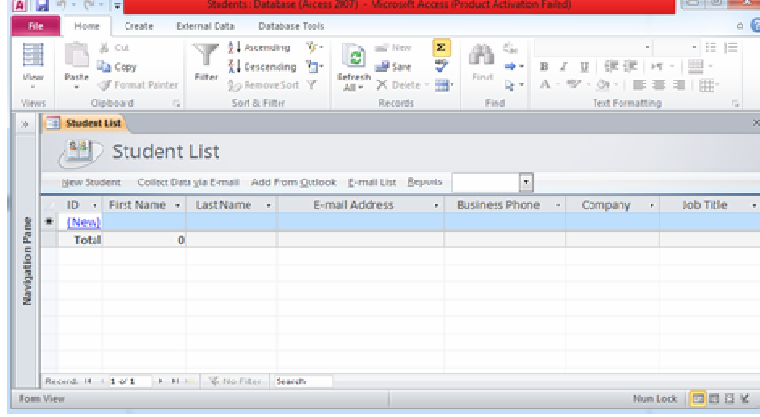 Students: Database (Access 2007) - Microsoft Access (Product Activation Failed)
File Home Create External Data Database Tools
View Paste Cut Copy Format Painter Filter Ascending Descending Remove Sort Refresh All New Save Delete Find
Views Clipboard Sort & Filter Records Find Text Formatting
Student List
Student List
New Student Collect Data via E-mail Add From Outlook E-mail List Reports
ID First Name Last Name E-mail Address Business Phone Company Job Title
(New)
Total 0
Navigation Pane
Record: 1 of 1 No Filter Search
Form View Num Lock